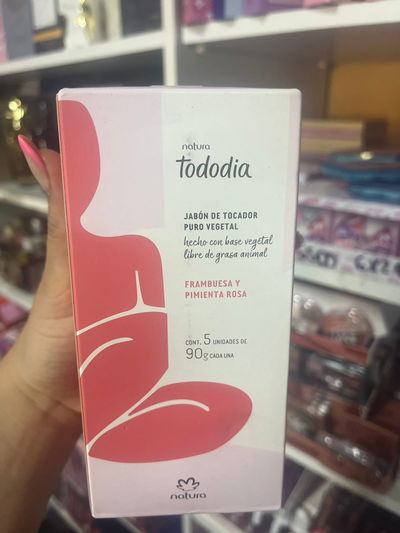 natura
Tododia
JABÓN DE TOCADOR
PURO VEGETAL
hecho con base vegetal
libre de grasa animal
FRAMBUESA Y
PIMIENTA ROSA
CONT. 5 UNIDADES DE
90g CADA UNA
natura